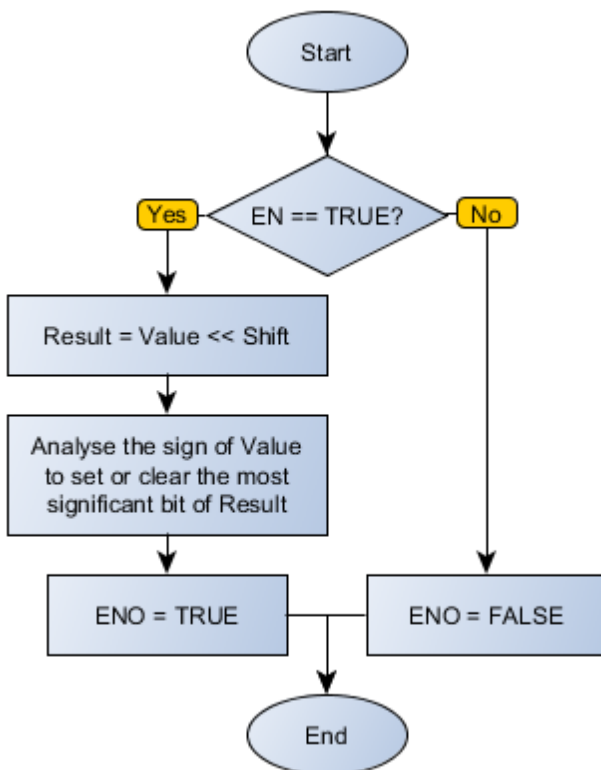 Start
EN == TRUE?
Yes
No
Result = Value << Shift
Analyse the sign of Value
to set or clear the most
significant bit of Result
ENO = TRUE
ENO = FALSE
End